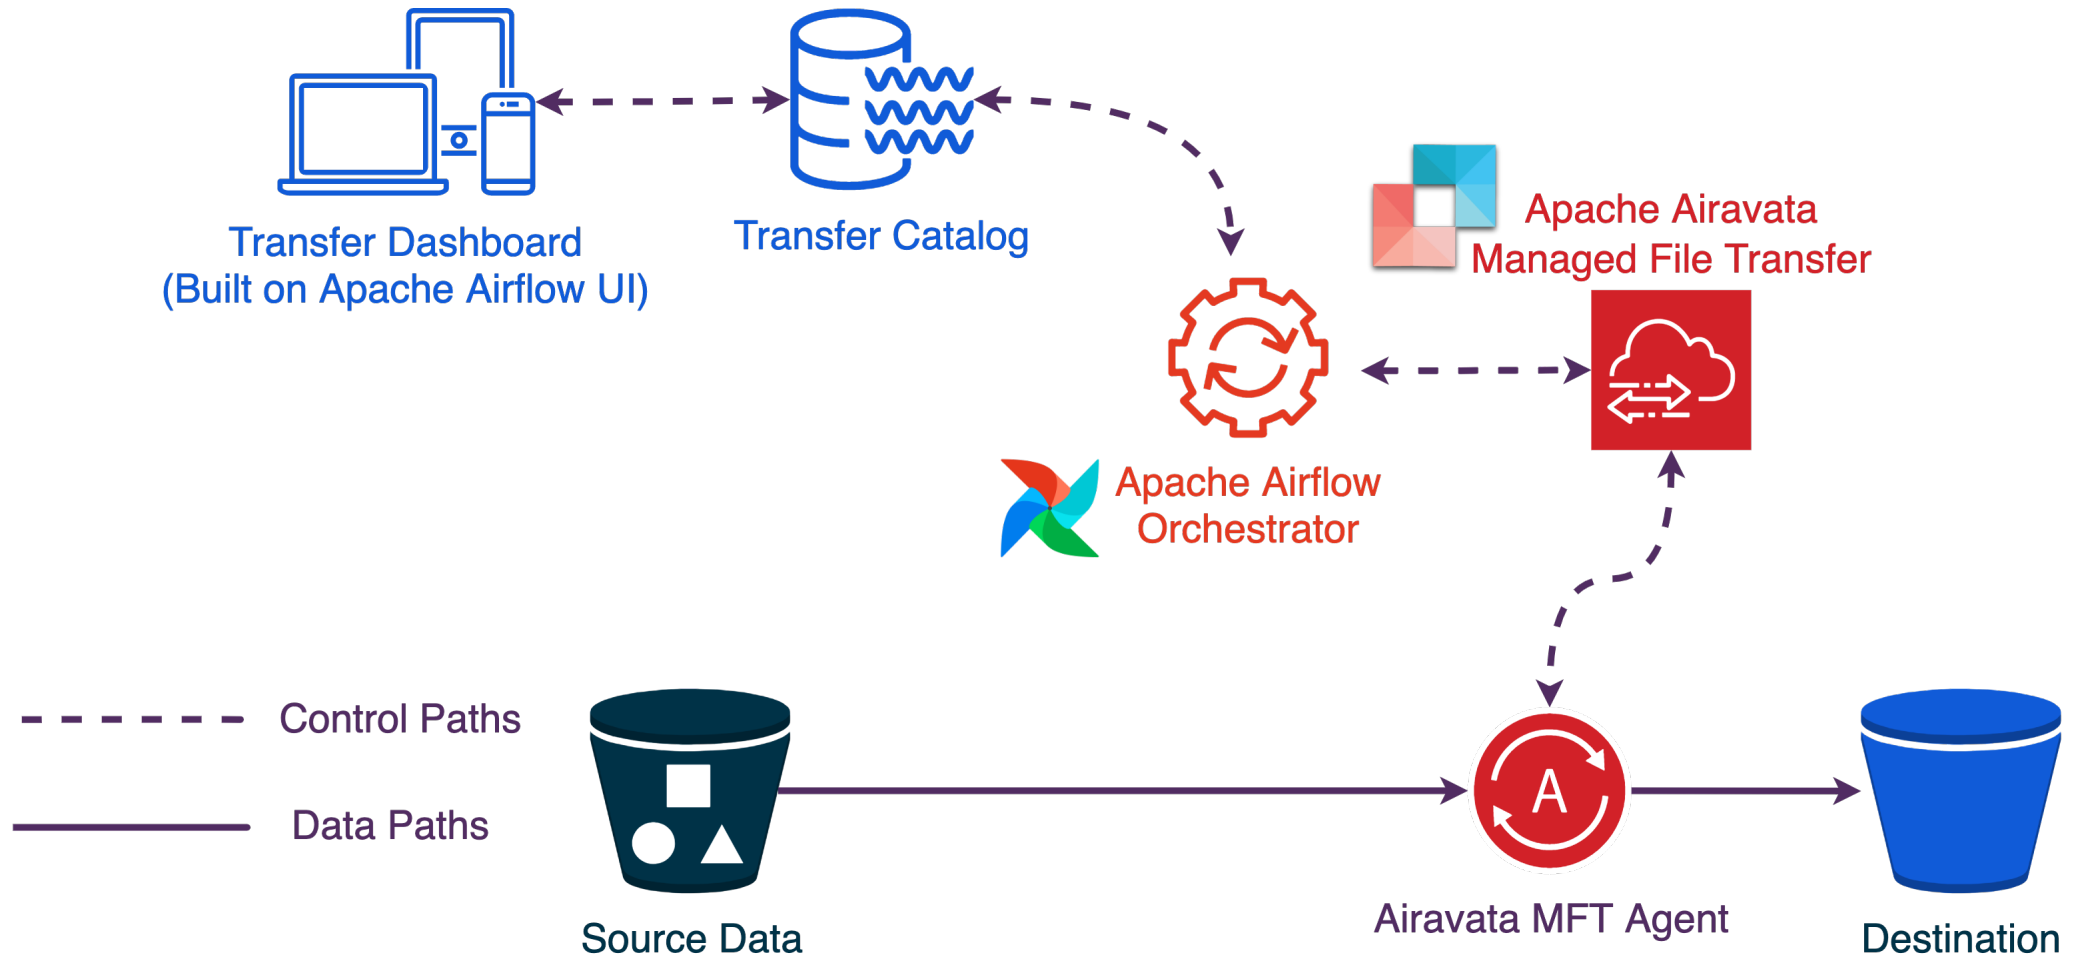 Transfer Dashboard
(Built on Apache Airflow UI)
Transfer Catalog
Apache Airavata
Managed File Transfer
Apache Airflow
Orchestrator
Control Paths
Data Paths
Source Data
A
Airavata MFT Agent
Destination